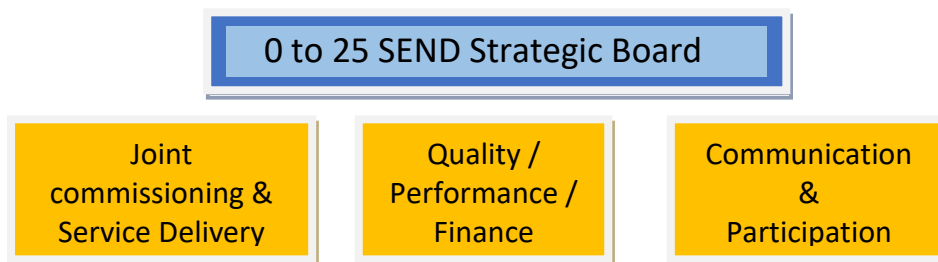 0 to 25 SEND Strategic Board
Joint
commissioning &
Service Delivery
Quality /
Performance /
Finance
Communication
&
Participation